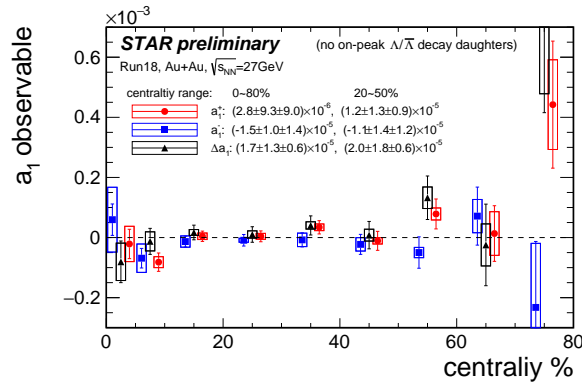 ×10⁻³
STAR preliminary (no on-peak Λ/Λ̅ decay daughters)
Run18, Au+Au, √s_NN=27GeV
centraltiy range: 0~80% 20~50%
a₁⁺: (2.8±9.3±9.0)×10⁻⁶, (1.2±1.3±0.9)×10⁻⁵
a₁⁻: (-1.5±1.0±1.4)×10⁻⁵, (-1.1±1.4±1.2)×10⁻⁵
Δa₁: (1.7±1.3±0.6)×10⁻⁵, (2.0±1.8±0.6)×10⁻⁵
a₁ observable
0.6
0.4
0.2
0
−0.2
0 20 40 60 80
centraliy %